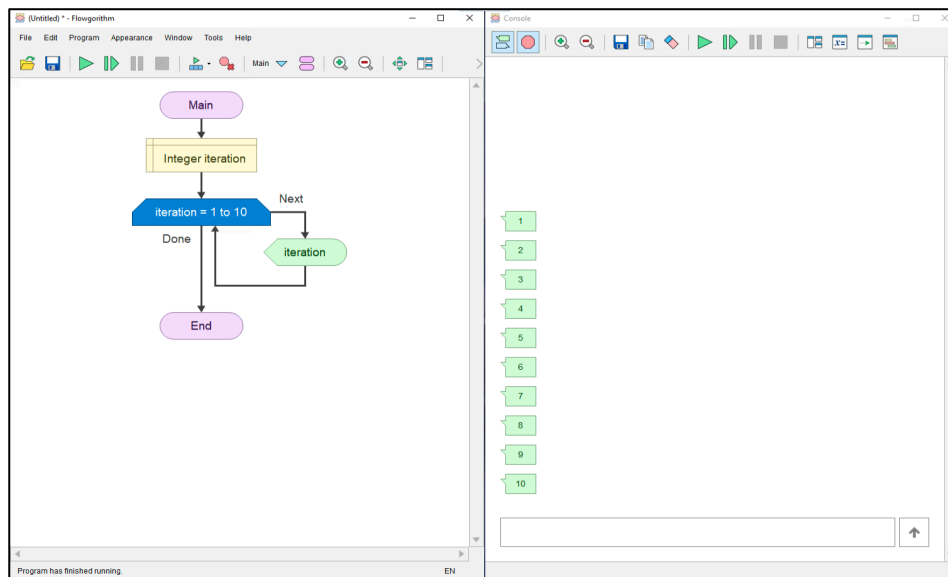 (Untitled) * - Flowgorithm
File Edit Program Appearance Window Tools Help
Main
Main
Integer iteration
iteration = 1 to 10
Next
Done
iteration
End
Program has finished running.
EN
Console
X=
1
2
3
4
5
6
7
8
9
10